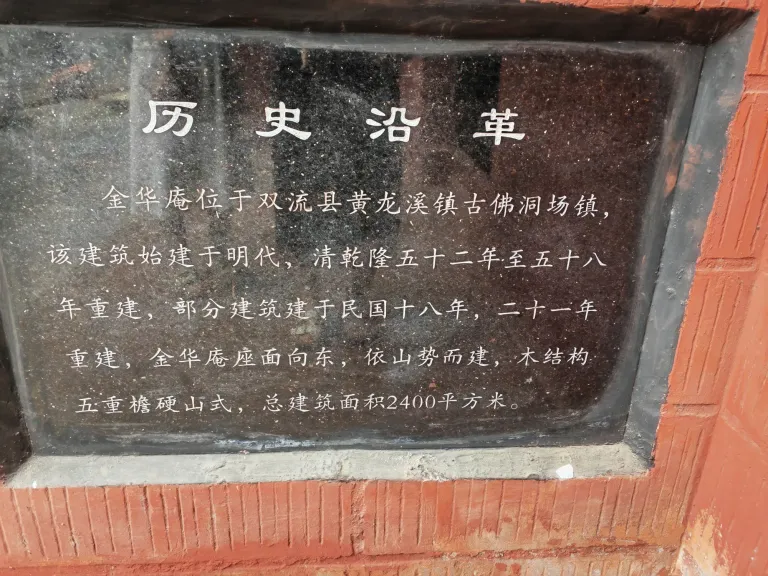 历史沿革
金华庵位于双流县黄龙溪镇古佛洞场镇，
该建筑始建于明代，清乾隆五十二年至五十八
年重建，部分建筑建于民国十八年，二十一年
重建，金华庵座面向东，依山势而建，木结构
五重檐硬山式，总建筑面积2400平方米。